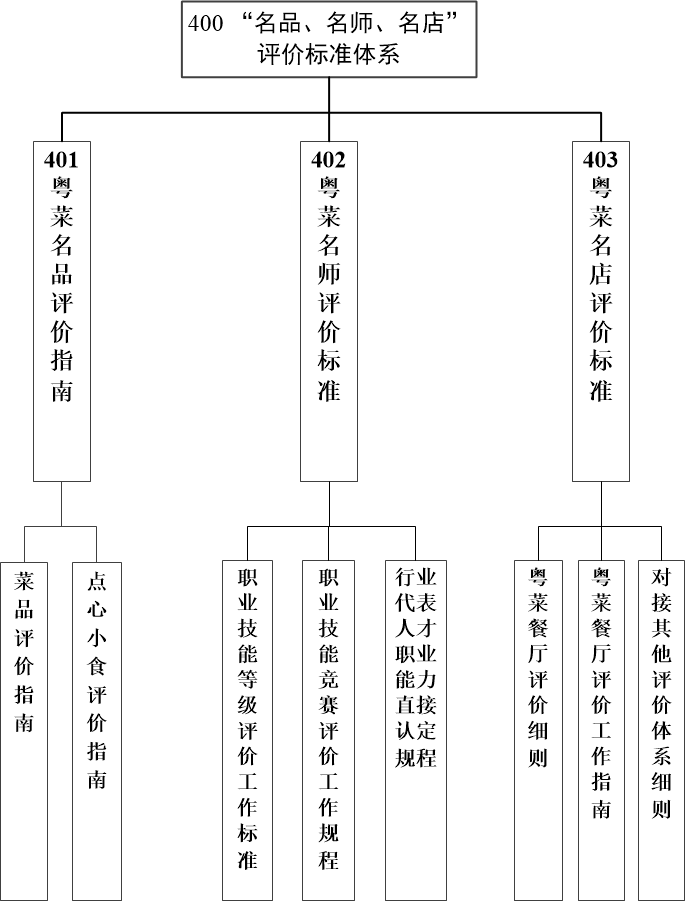 400 “名品、名师、名店”
评价标准体系
401
粤菜名品评价指南
402
粤菜名师评价标准
403
粤菜名店评价标准
菜品评价指南
点心小食评价指南
职业技能等级评价工作标准
职业技能竞赛评价工作规程
行业
代表
人才
职业
能力
直接
认定
规程
粤菜餐厅评价细则
粤菜餐厅评价工作指南
对接其他评价体系细则